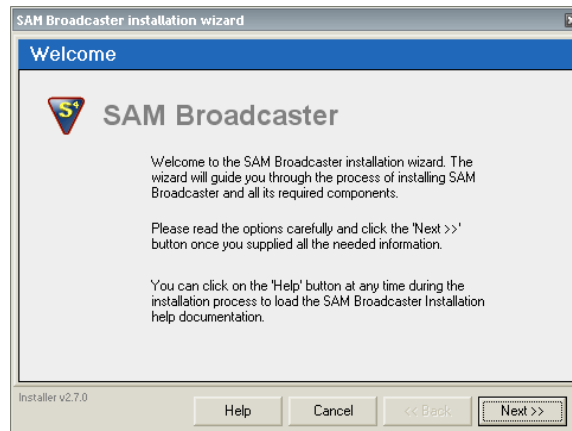 SAM Broadcaster installation wizard
Welcome
S4
SAM Broadcaster
Welcome to the SAM Broadcaster installation wizard. The
wizard will guide you through the process of installing SAM
Broadcaster and all its required components.
Please read the options carefully and click the 'Next >>'
button once you supplied all the needed information.
You can click on the 'Help' button at any time during the
installation process to load the SAM Broadcaster Installation
help documentation.
Installer v2.7.0
Help
Cancel
<< Back
Next >>